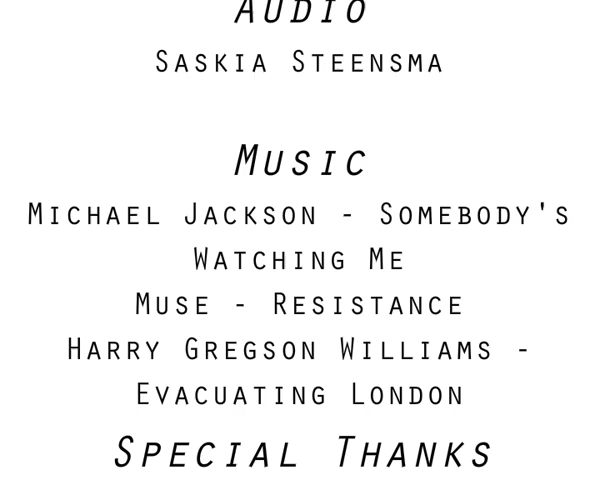 AUDIO
SASKIA STEENSMA
MUSIC
MICHAEL JACKSON - SOMEBODY'S
WATCHING ME
MUSE - RESISTANCE
HARRY GREGSON WILLIAMS -
EVACUATING LONDON
SPECIAL THANKS